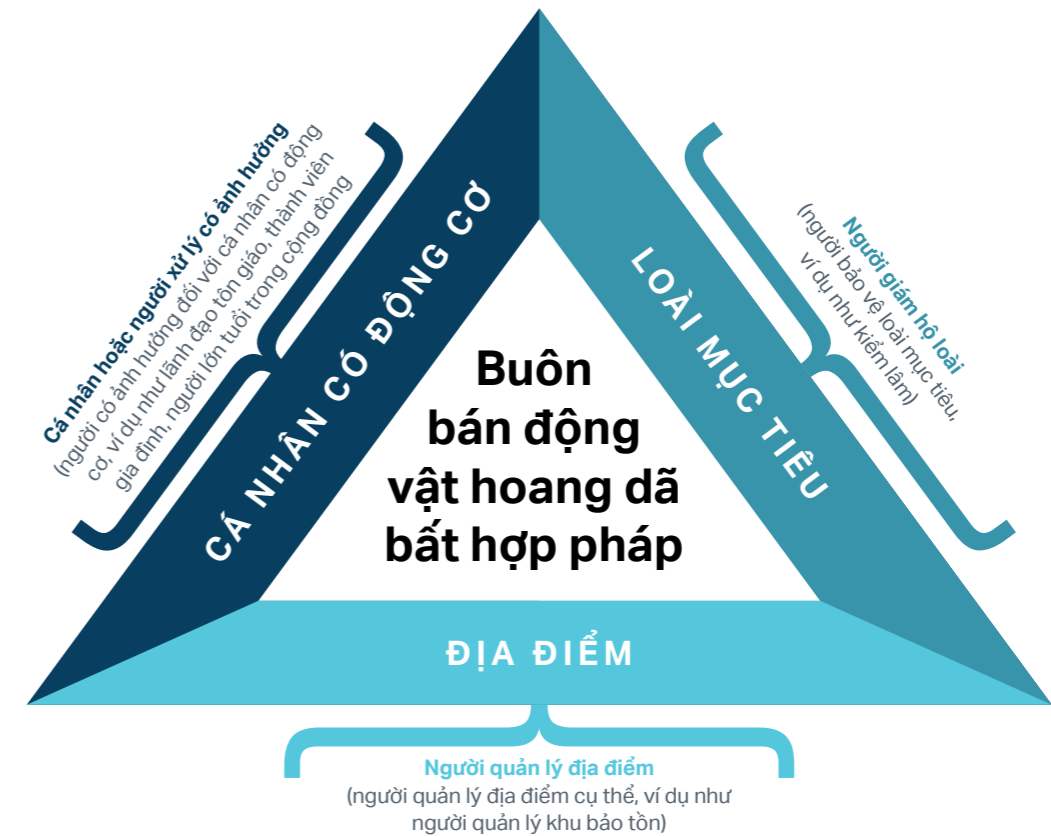 Cá nhân hoặc người xử lý có ảnh hưởng
(người có ảnh hưởng đối với cá nhân có động
cơ, ví dụ như lãnh đạo tôn giáo, thành viên
gia đình, người lớn tuổi trong cộng đồng
CÁ NHÂN CÓ ĐỘNG CƠ
LOÀI MỤC TIÊU
Người giám hộ loài
(người bảo vệ loài mục tiêu,
ví dụ như kiểm lâm)
Buôn
bán động
vật hoang dã
bất hợp pháp
ĐỊA ĐIỂM
Người quản lý địa điểm
(người quản lý địa điểm cụ thể, ví dụ như
người quản lý khu bảo tồn)